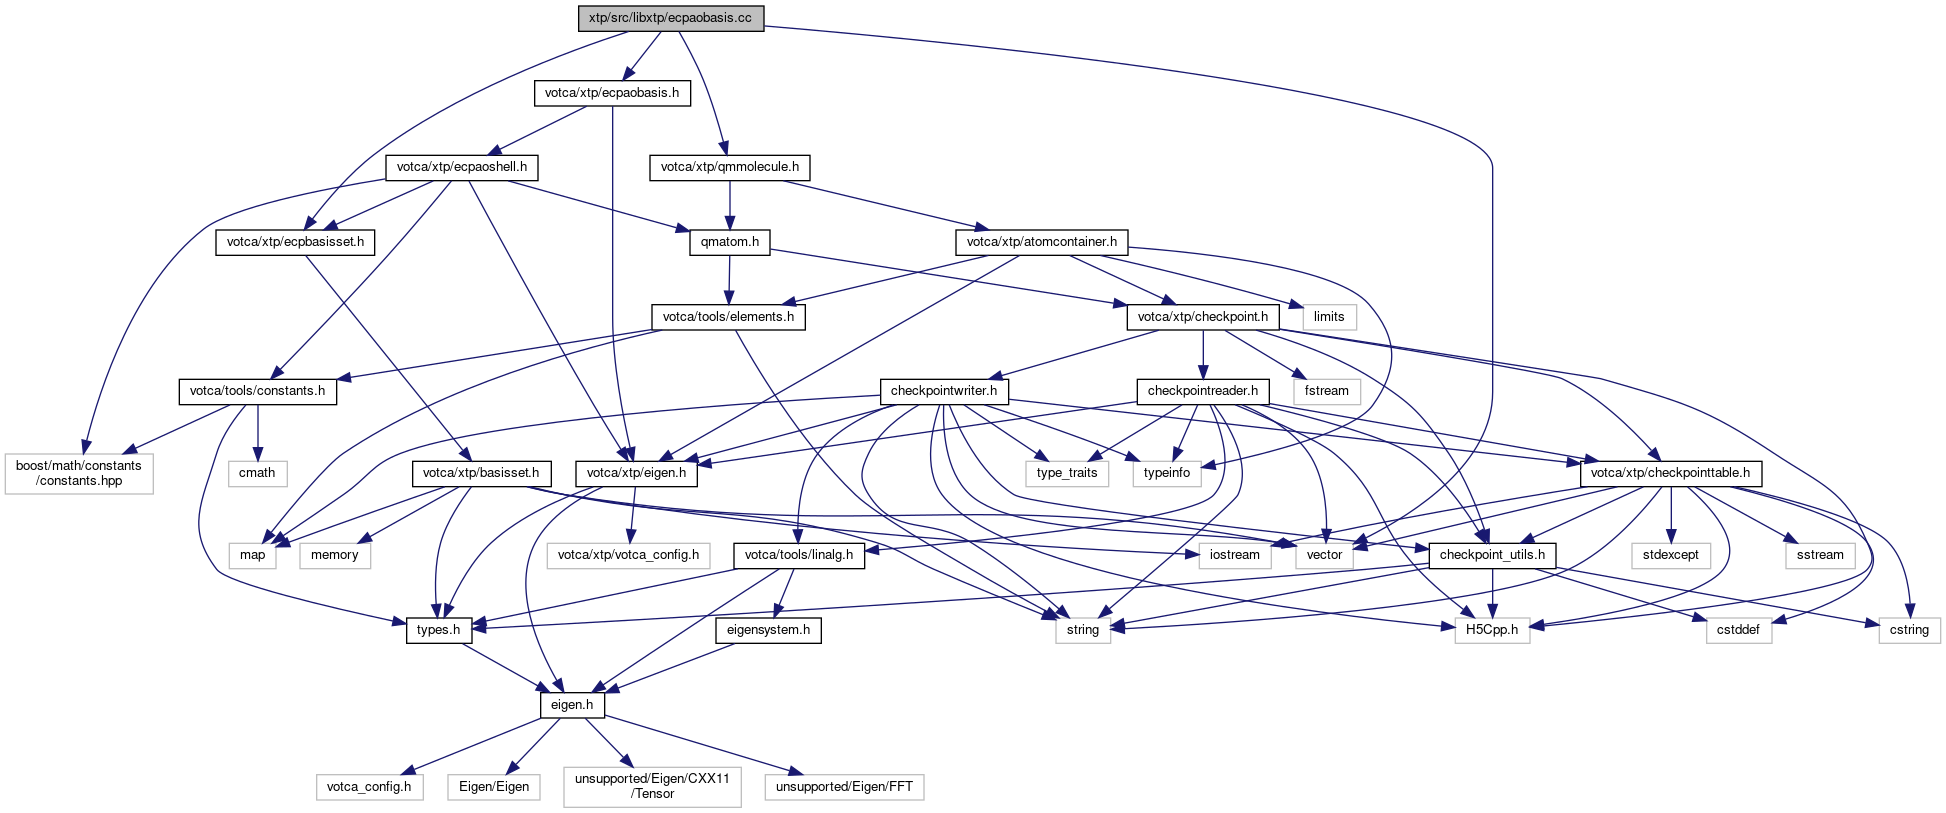 xtp/src/libxtp/ecpaobasis.cc
votca/xtp/ecpaobasis.h
votca/xtp/ecpaoshell.h
votca/xtp/qmmolecule.h
votca/xtp/ecpbasisset.h
qmatom.h
votca/xtp/atomcontainer.h
votca/tools/elements.h
votca/xtp/checkpoint.h
limits
votca/tools/constants.h
checkpointwriter.h
checkpointreader.h
fstream
boost/math/constants
/constants.hpp
cmath
votca/xtp/basisset.h
votca/xtp/eigen.h
type_traits
typeinfo
votca/xtp/checkpointtable.h
map
memory
votca/xtp/votca_config.h
votca/tools/linalg.h
iostream
vector
checkpoint_utils.h
stdexcept
sstream
types.h
eigensystem.h
string
H5Cpp.h
cstddef
cstring
eigen.h
votca_config.h
Eigen/Eigen
unsupported/Eigen/CXX11
/Tensor
unsupported/Eigen/FFT